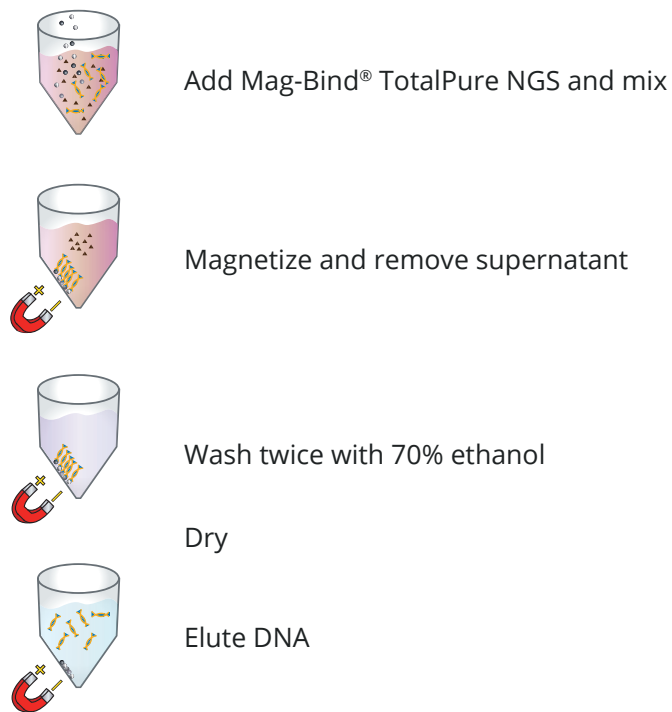 Add Mag-Bind® TotalPure NGS and mix
Magnetize and remove supernatant
Wash twice with 70% ethanol
Dry
Elute DNA